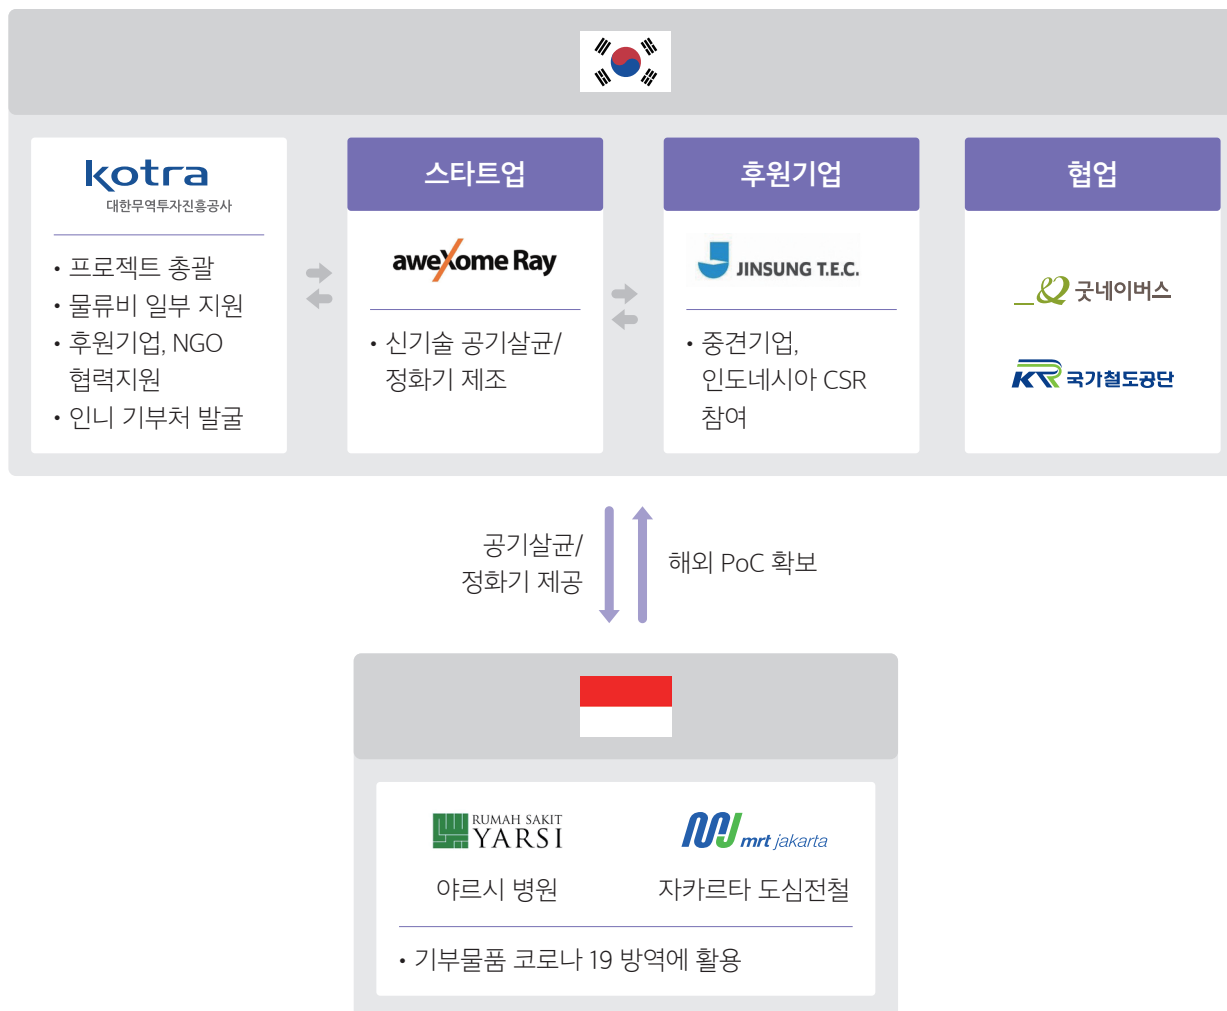 kotra
대한무역투자진흥공사
• 프로젝트 총괄
• 물류비 일부 지원
• 후원기업, NGO
협력지원
• 인니 기부처 발굴
스타트업
aweXome Ray
• 신기술 공기살균/
정화기 제조
후원기업
JINSUNG T.E.C.
• 중견기업,
인도네시아 CSR
참여
협업
굿네이버스
KR 국가철도공단
공기살균/
정화기 제공
해외 PoC 확보
RUMAH SAKIT
YARSI
야르시 병원
mrt jakarta
자카르타 도심전철
• 기부물품 코로나 19 방역에 활용